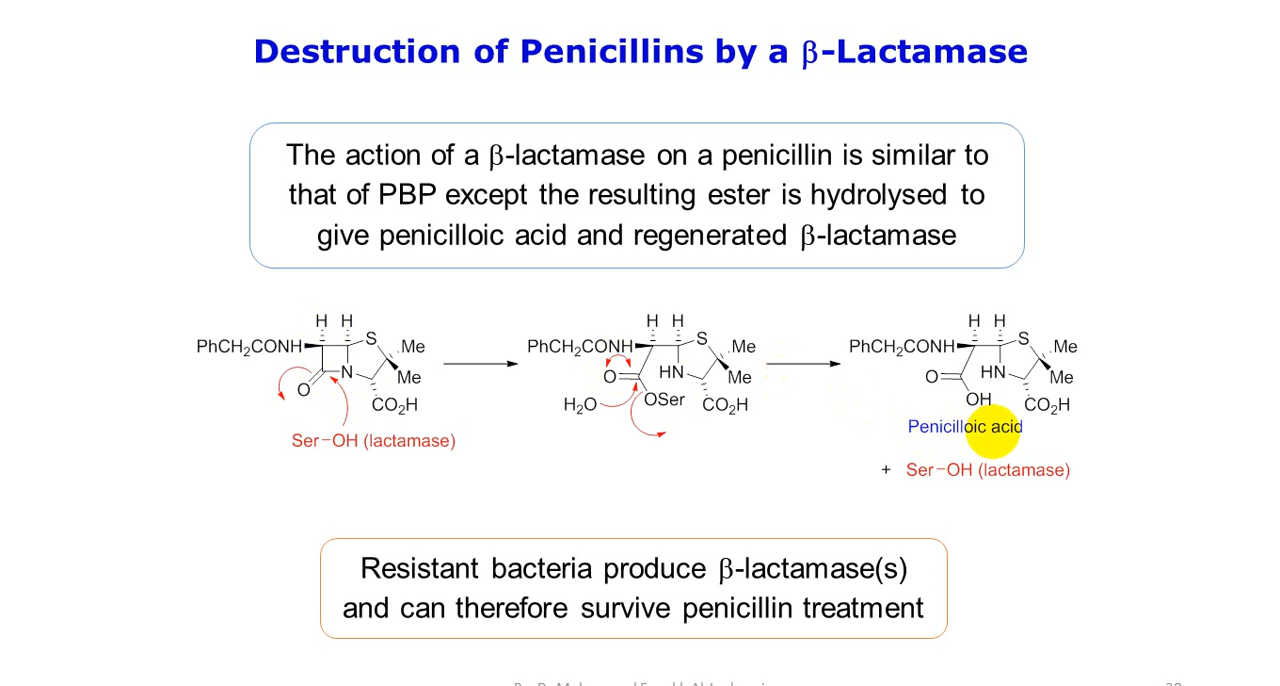 Destruction of Penicillins by a β-Lactamase
The action of a β-lactamase on a penicillin is similar to
that of PBP except the resulting ester is hydrolysed to
give penicilloic acid and regenerated β-lactamase
H H
PhCH₂CONH
S
.Me
Me
N
O
CO₂H
Ser–OH (lactamase)
H H
PhCH₂CONH
S
.Me
Me
HN
O
H₂O
OSer
CO₂H
H H
PhCH₂CONH
S
.Me
Me
HN
O
OH
CO₂H
Penicilloic acid
+ Ser–OH (lactamase)
Resistant bacteria produce β-lactamase(s)
and can therefore survive penicillin treatment